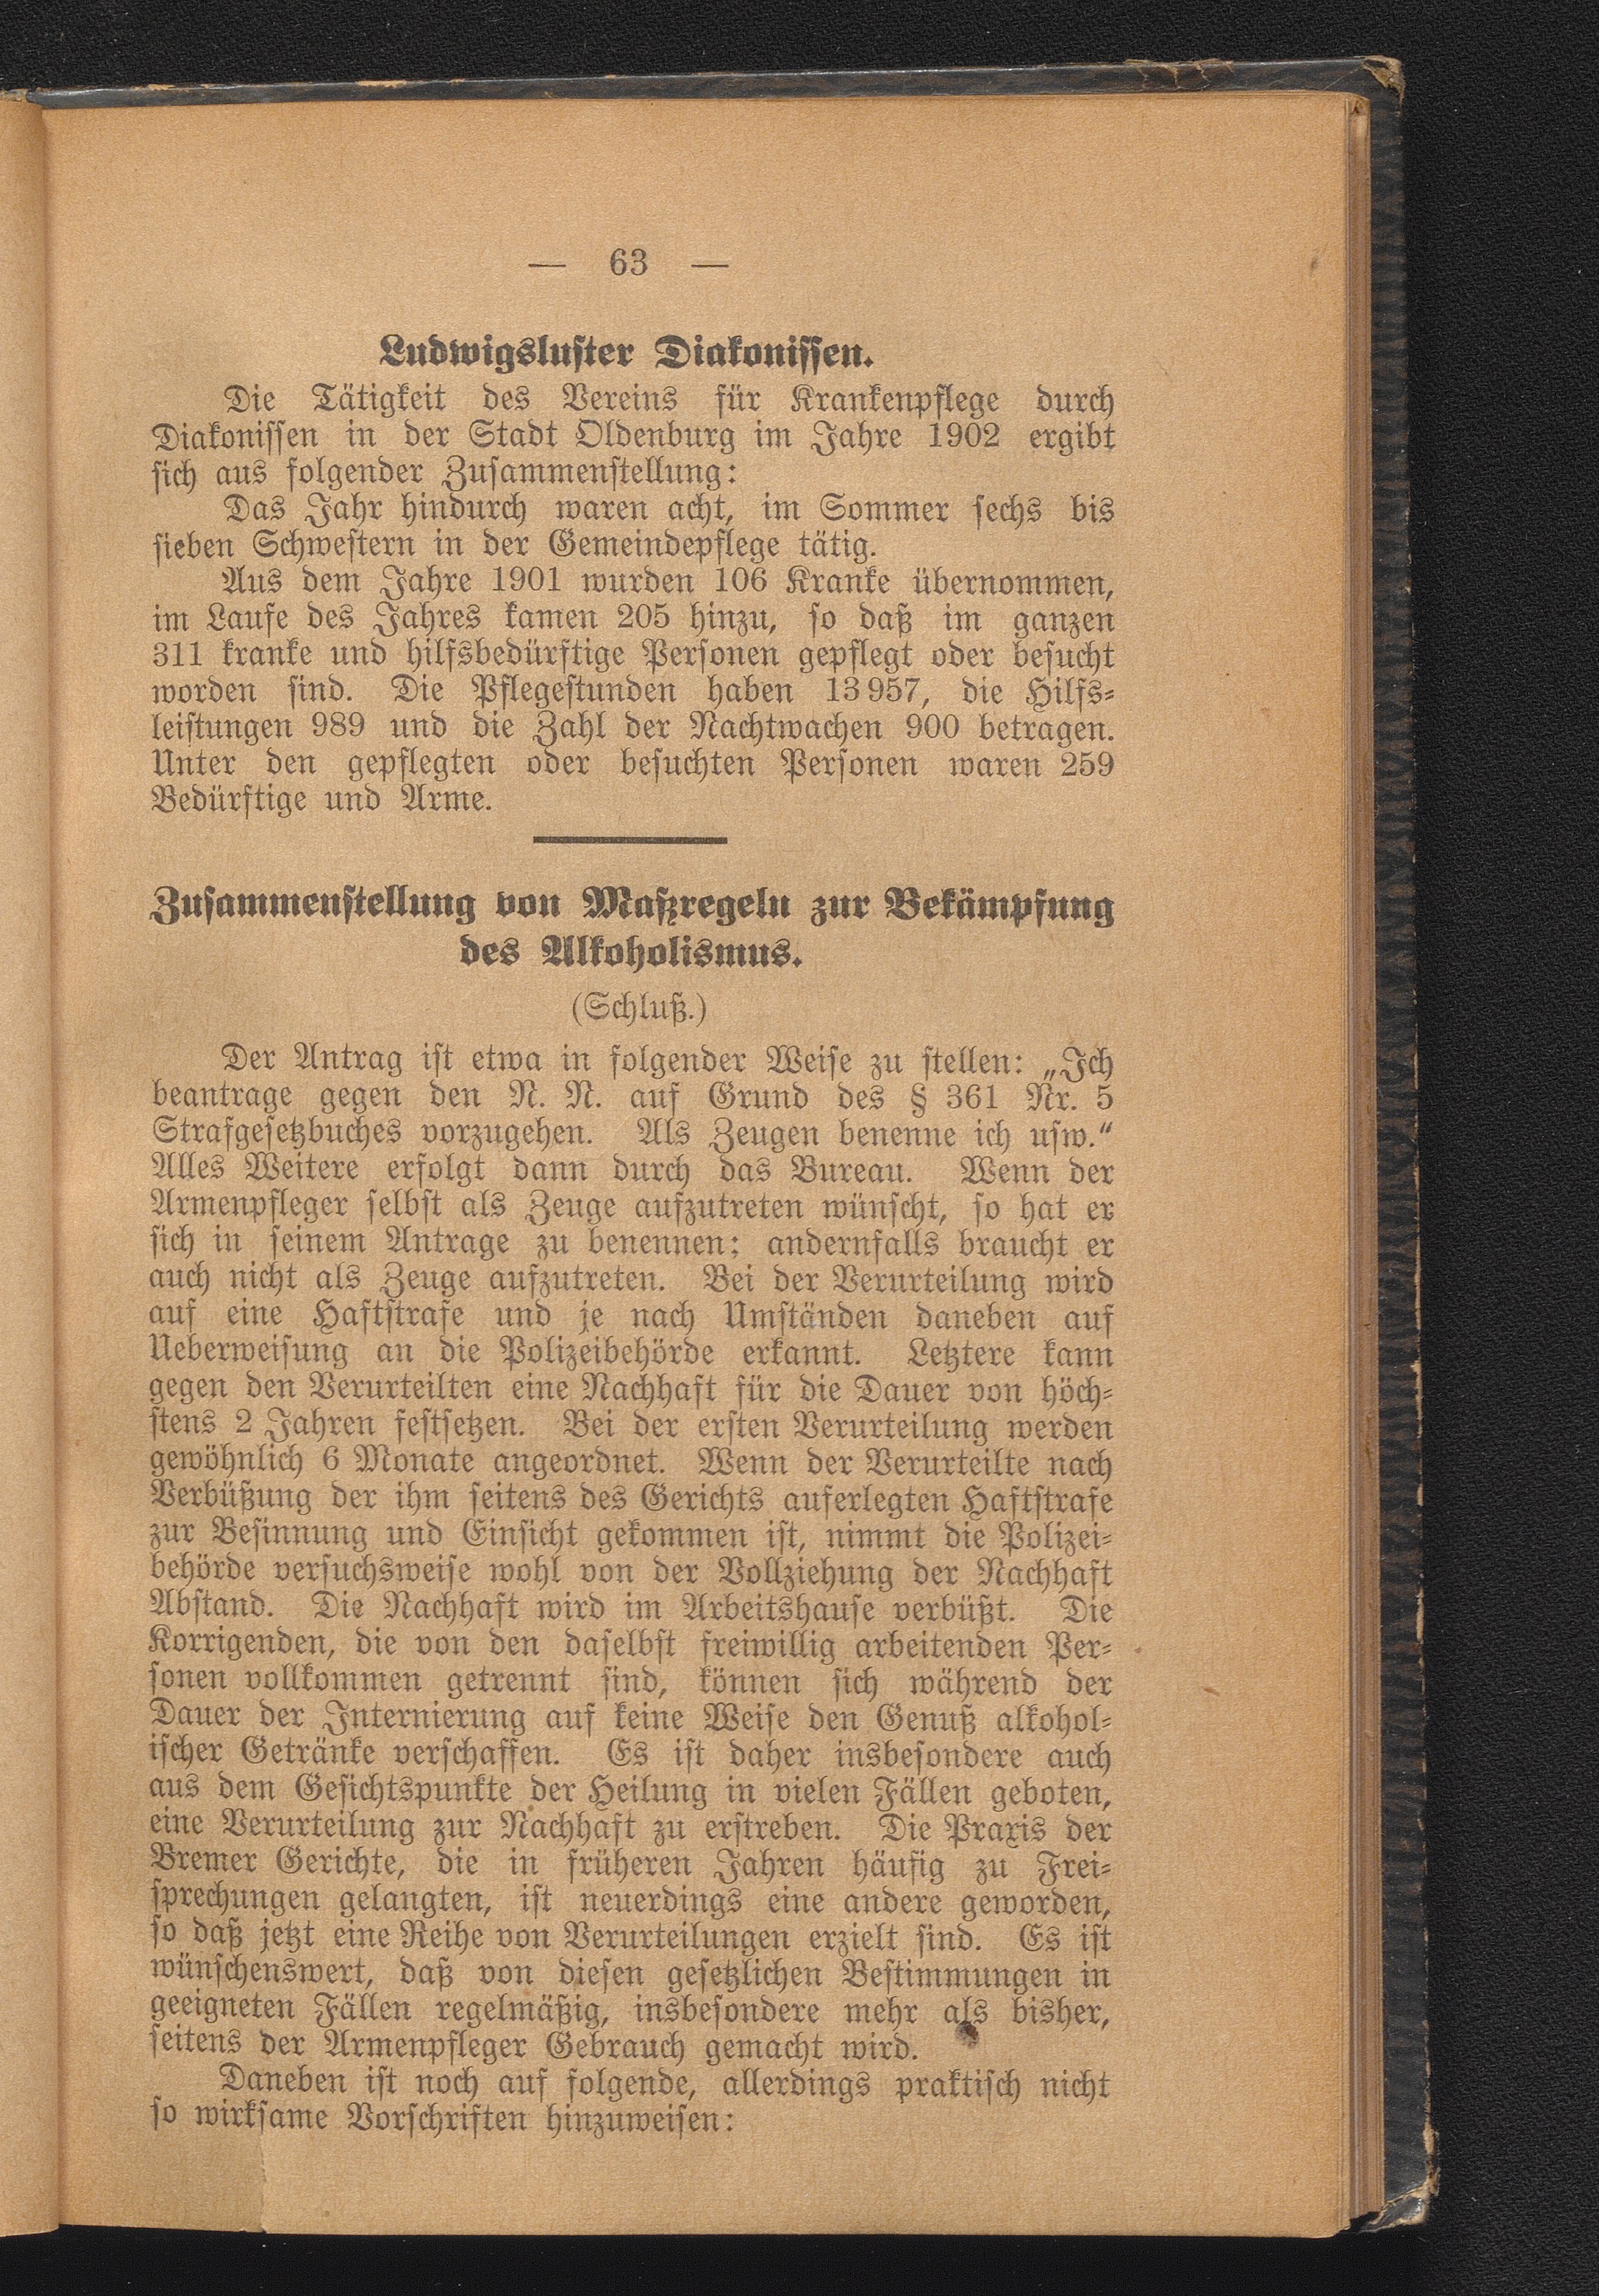 — 63 —
Ludwigsluster Diakonissen.
Die Tätigkeit des Vereins für Krankenpflege durch
Diakonissen in der Stadt Oldenburg im Jahre 1902 ergibt
sich aus folgender Zusammenstellung:
Das Jahr hindurch waren acht, im Sommer sechs bis
sieben Schwestern in der Gemeindepflege tätig.
Aus dem Jahre 1901 wurden 106 Kranke übernommen,
im Laufe des Jahres kamen 205 hinzu, so daß im ganzen
311 kranke und hilfsbedürftige Personen gepflegt oder besucht
worden sind. Die Pflegestunden haben 13 957, die Hilfs-
leistungen 989 und die Zahl der Nachtwachen 900 betragen.
Unter den gepflegten oder besuchten Personen waren 259
Bedürftige und Arme.
Zusammenstellung von Maßregeln zur Bekämpfung
des Alkoholismus.
(Schluß.)
Der Antrag ist etwa in folgender Weise zu stellen: „Ich
beantrage gegen den N. N. auf Grund des § 361 Nr. 5
Strafgesetzbuches vorzugehen. Als Zeugen benenne ich usw.“
Alles Weitere erfolgt dann durch das Bureau. Wenn der
Armenpfleger selbst als Zeuge aufzutreten wünscht, so hat er
sich in seinem Antrage zu benennen; andernfalls braucht er
auch nicht als Zeuge aufzutreten. Bei der Verurteilung wird
auf eine Haftstrafe und je nach Umständen daneben auf
Ueberweisung an die Polizeibehörde erkannt. Letztere kann
gegen den Verurteilten eine Nachhaft für die Dauer von höch-
stens 2 Jahren festsetzen. Bei der ersten Verurteilung werden
gewöhnlich 6 Monate angeordnet. Wenn der Verurteilte nach
Verbüßung der ihm seitens des Gerichts auferlegten Haftstrafe
zur Besinnung und Einsicht gekommen ist, nimmt die Polizei-
behörde versuchsweise wohl von der Vollziehung der Nachhaft
Abstand. Die Nachhaft wird im Arbeitshause verbüßt. Die
Korrigenden, die von den daselbst freiwillig arbeitenden Per-
sonen vollkommen getrennt sind, können sich während der
Dauer der Internierung auf keine Weise den Genuß alkohol-
ischer Getränke verschaffen. Es ist daher insbesondere auch
aus dem Gesichtspunkte der Heilung in vielen Fällen geboten,
eine Verurteilung zur Nachhaft zu erstreben. Die Praxis der
Bremer Gerichte, die in früheren Jahren häufig zu Frei-
sprechungen gelangten, ist neuerdings eine andere geworden,
so daß jetzt eine Reihe von Verurteilungen erzielt sind. Es ist
wünschenswert, daß von diesen gesetzlichen Bestimmungen in
geeigneten Fällen regelmäßig, insbesondere mehr als bisher,
seitens der Armenpfleger Gebrauch gemacht wird.
Daneben ist noch auf folgende, allerdings praktisch nicht
so wirksame Vorschriften hinzuweisen: